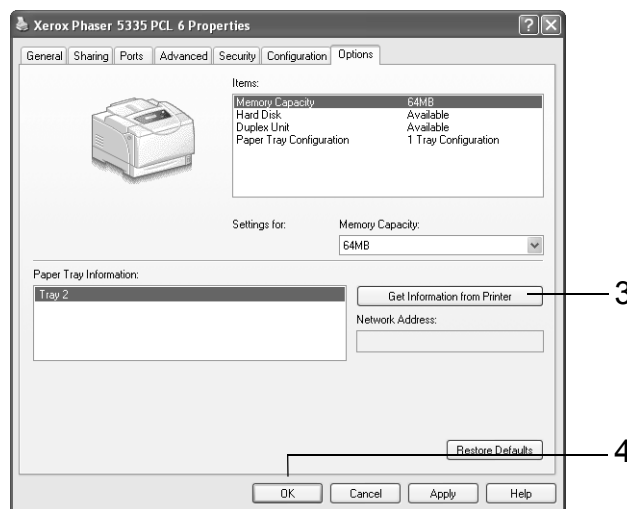 Xerox Phaser 5335 PCL 6 Properties
General Sharing Ports Advanced Security Configuration Options
Items:
Memory Capacity 64MB
Hard Disk Available
Duplex Unit Available
Paper Tray Configuration 1 Tray Configuration
Settings for: Memory Capacity:
64MB
Paper Tray Information:
Tray 2
Get Information from Printer 3
Network Address:
Restore Defaults 4
OK Cancel Apply Help